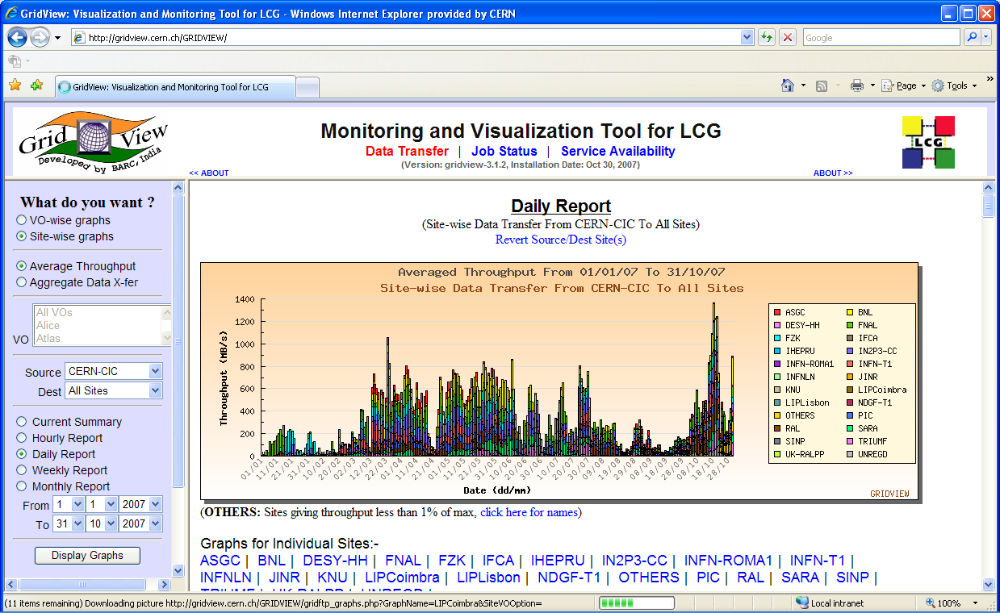 GridView: Visualization and Monitoring Tool for LCG - Windows Internet Explorer provided by CERN
http://gridview.cern.ch/GRIDVIEW/
Google
GridView: Visualization and Monitoring Tool for LCG
Page
Tools
Grid View
Developed by BARC, India
Monitoring and Visualization Tool for LCG
Data Transfer | Job Status | Service Availability
(Version: gridview-3.1.2, Installation Date: Oct 30, 2007)
<< ABOUT
ABOUT >>
LCG
What do you want ?
VO-wise graphs
Site-wise graphs
Average Throughput
Aggregate Data X-fer
VO
All VOs
Alice
Atlas
Source CERN-CIC
Dest All Sites
Current Summary
Hourly Report
Daily Report
Weekly Report
Monthly Report
From 1 1 2007
To 31 10 2007
Display Graphs
Daily Report
(Site-wise Data Transfer From CERN-CIC To All Sites)
Revert Source/Dest Site(s)
Averaged Throughput From 01/01/07 To 31/10/07
Site-wise Data Transfer From CERN-CIC To All Sites
Throughput (MB/s)
1400
1200
1000
800
600
400
200
0
01/01 11/01 21/01 31/01 10/02 20/02 02/03 12/03 22/03 01/04 11/04 21/04 01/05 11/05 21/05 31/05 10/06 20/06 30/06 10/07 20/07 30/07 09/08 19/08 29/08 08/09 18/09 28/09 08/10 18/10 28/10
Date (dd/mm)
ASGC BNL
DESY-HH FNAL
FZK IFCA
IHEPRU IN2P3-CC
INFN-ROMA1 INFN-T1
INFNLN JINR
KNU LIPCoimbra
LIPLisbon NDGF-T1
OTHERS PIC
RAL SARA
SINP TRIUMF
UK-RALPP UNREGD
GRIDVIEW
(OTHERS: Sites giving throughput less than 1% of max, click here for names)
Graphs for Individual Sites:-
ASGC | BNL | DESY-HH | FNAL | FZK | IFCA | IHEPRU | IN2P3-CC | INFN-ROMA1 | INFN-T1 |
INFNLN | JINR | KNU | LIPCoimbra | LIPLisbon | NDGF-T1 | OTHERS | PIC | RAL | SARA | SINP |
TRIUMF | UK-RALPP | UNREGD |
(11 items remaining) Downloading picture http://gridview.cern.ch/GRIDVIEW/gridftp_graphs.php?GraphName=LIPCoimbra&SiteVOOption=
Local intranet
100%